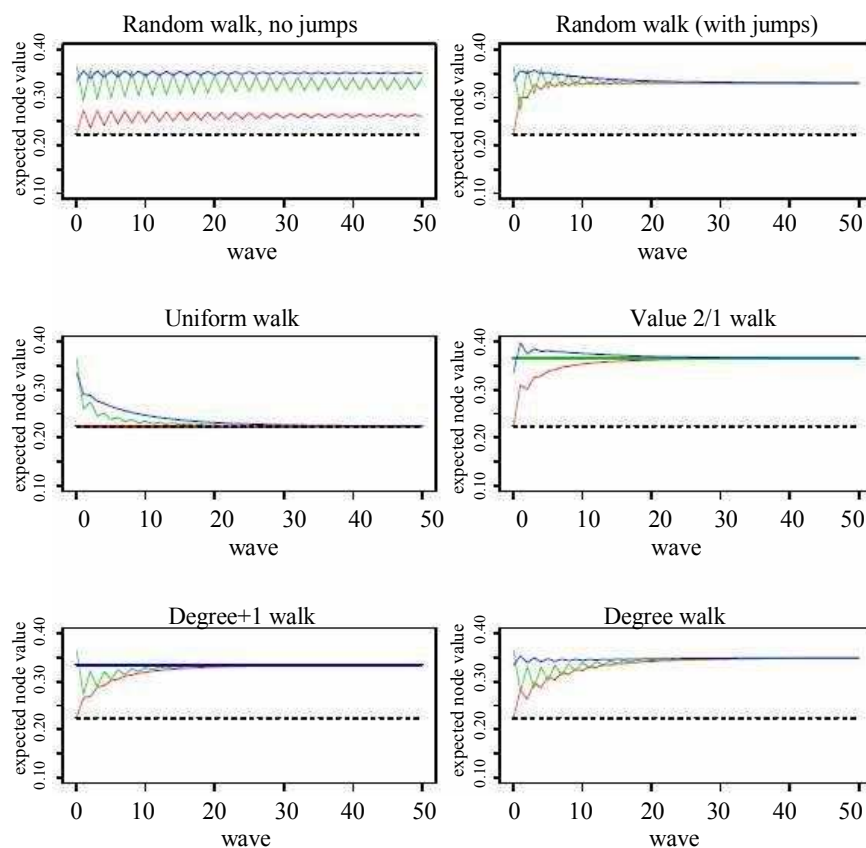 Random walk, no jumps
expected node value
0.40
0.30
0.20
0.10
0 10 20 30 40 50
wave
Random walk (with jumps)
expected node value
0.40
0.30
0.20
0.10
0 10 20 30 40 50
wave
Uniform walk
expected node value
0.40
0.30
0.20
0.10
0 10 20 30 40 50
wave
Value 2/1 walk
expected node value
0.40
0.30
0.20
0.10
0 10 20 30 40 50
wave
Degree+1 walk
expected node value
0.40
0.30
0.20
0.10
0 10 20 30 40 50
wave
Degree walk
expected node value
0.40
0.30
0.20
0.10
0 10 20 30 40 50
wave